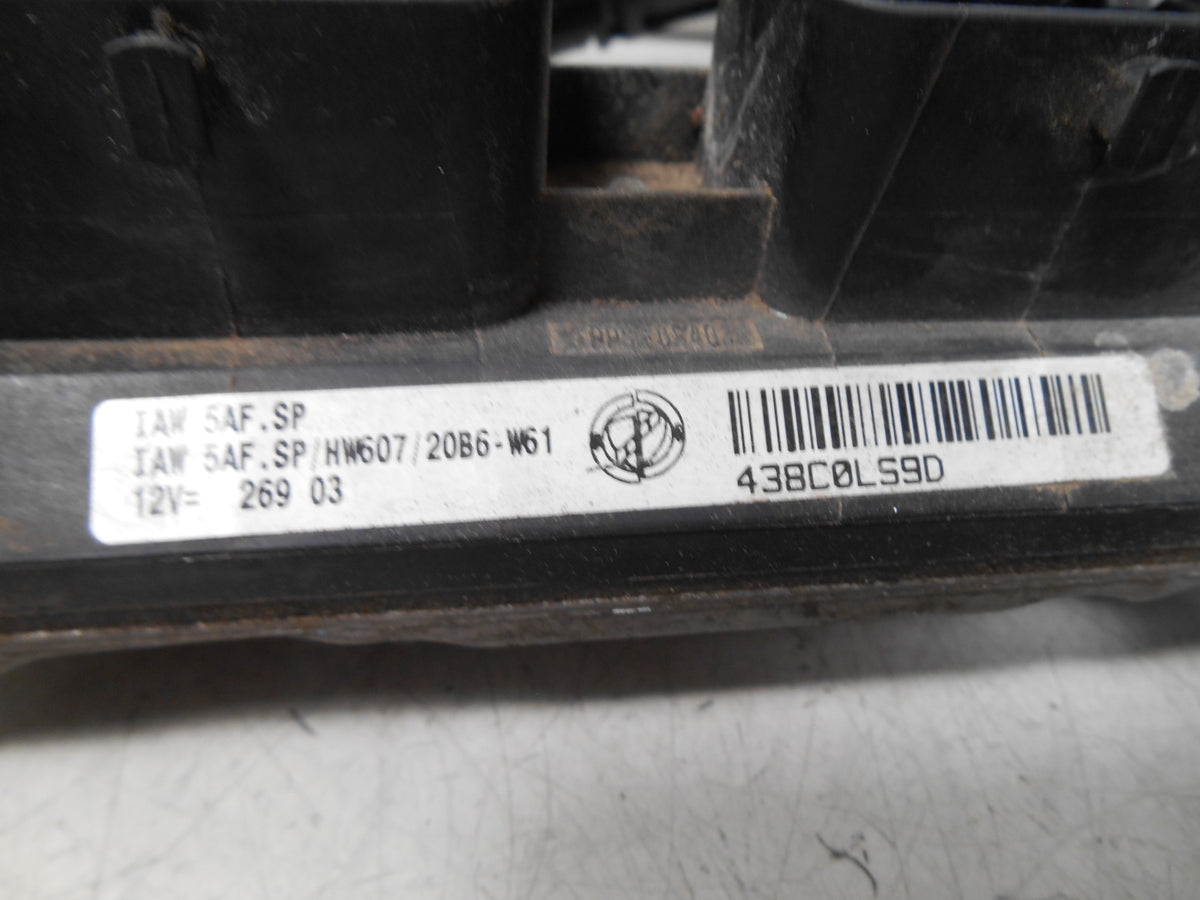 IAW 5AF.SP
IAW 5AF.SP/HW607/20B6-W61
12V= 269 03
438C0LS9D